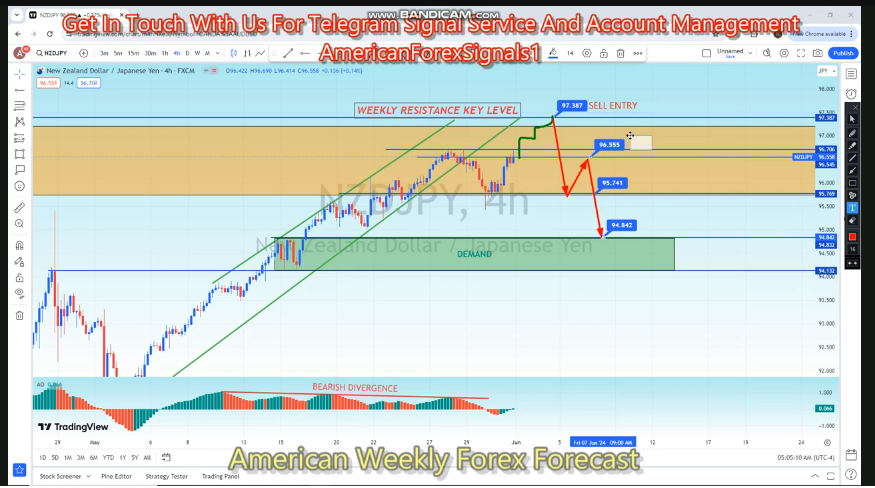 WWW.BANDICAM.COM
Get In Touch With Us For Telegram Signal Service And Account Management
AmericanForexSignals1
NZDJPY
3m 5m 15m 30m 1h 4h D W M
14
Unnamed
Save
Publish
New Zealand Dollar / Japanese Yen • 4h • FXCM
O96.422 H96.690 L96.414 C96.558 +0.136 (+0.14%)
JPY
14.4
WEEKLY RESISTANCE KEY LEVEL
97.387
SELL ENTRY
96.555
95.741
94.842
DEMAND
NZDJPY, 4h
New Zealand Dollar / Japanese Yen
98.000
97.500
97.387
97.000
96.706
NZDJPY
96.558
96.545
96.000
95.769
95.500
95.000
94.842
94.832
94.500
94.132
93.500
93.000
92.500
92.000
AO 0.066
BEARISH DIVERGENCE
1.000
0.066
-1.000
TradingView
29 May 6 8 13 15 20 22 27 29 Jun 5 Fri 07 Jun '24 09:00 AM 12 17 19 24
1D 5D 1M 3M 6M YTD 1Y 5Y All
05:05:10 AM (UTC-4)
Stock Screener
Pine Editor
Strategy Tester
Trading Panel
American Weekly Forex Forecast